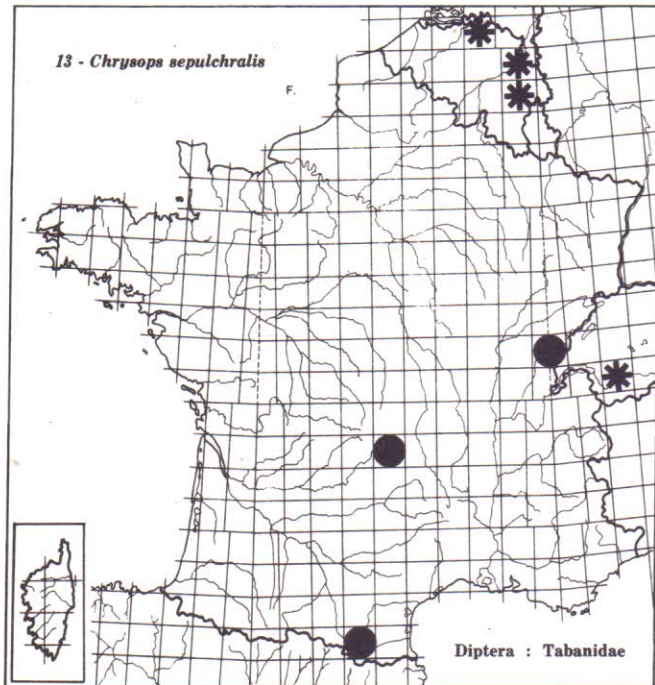 13 - Chrysops sepulchralis
F.
Diptera : Tabanidae